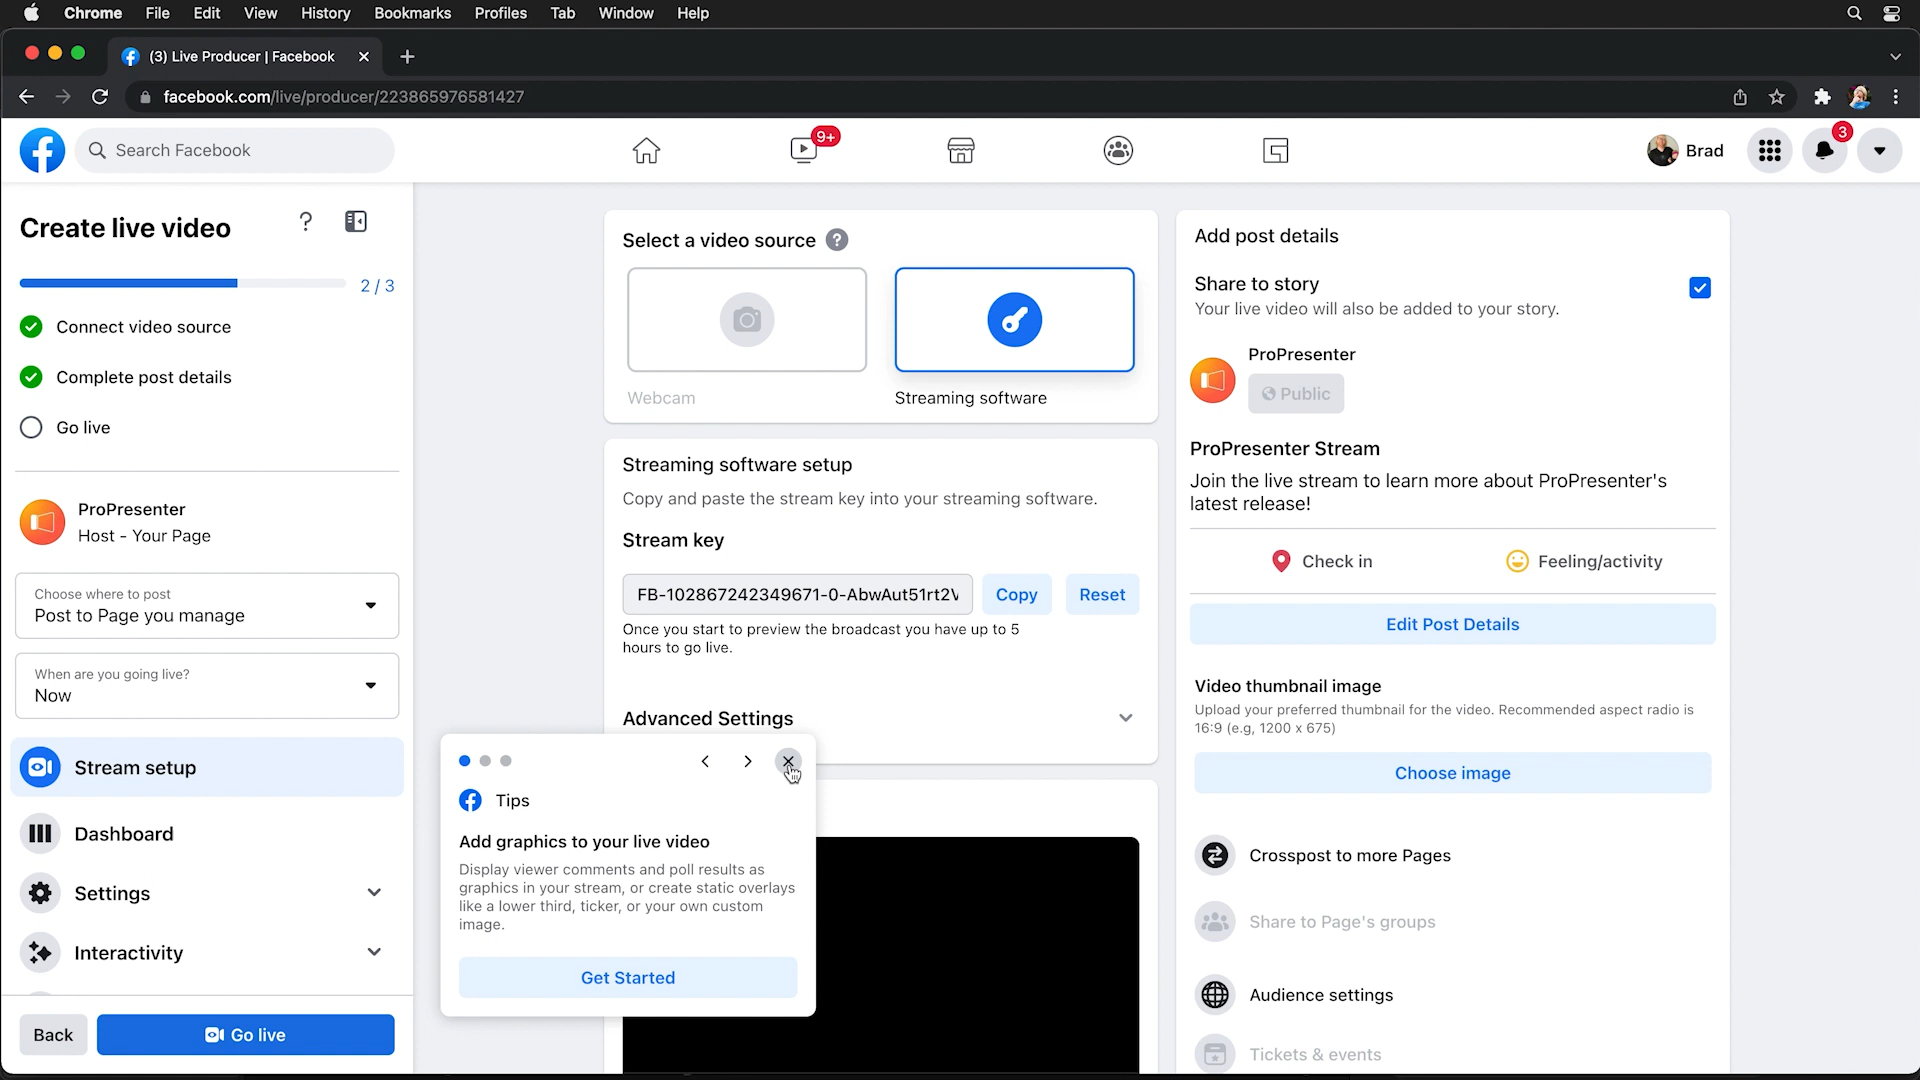 Chrome File Edit View History Bookmarks Profiles Tab Window Help
(3) Live Producer | Facebook
facebook.com/live/producer/223865976581427
Search Facebook
9+
Brad
3
Create live video
2 / 3
Connect video source
Complete post details
Go live
ProPresenter
Host - Your Page
Choose where to post
Post to Page you manage
When are you going live?
Now
Stream setup
Dashboard
Settings
Interactivity
Back
Go live
Select a video source
Webcam
Streaming software
Streaming software setup
Copy and paste the stream key into your streaming software.
Stream key
FB-102867242349671-0-AbwAut51rt2V
Copy
Reset
Once you start to preview the broadcast you have up to 5
hours to go live.
Advanced Settings
Tips
Add graphics to your live video
Display viewer comments and poll results as
graphics in your stream, or create static overlays
like a lower third, ticker, or your own custom
image.
Get Started
Add post details
Share to story
Your live video will also be added to your story.
ProPresenter
Public
ProPresenter Stream
Join the live stream to learn more about ProPresenter's
latest release!
Check in
Feeling/activity
Edit Post Details
Video thumbnail image
Upload your preferred thumbnail for the video. Recommended aspect radio is
16:9 (e.g, 1200 x 675)
Choose image
Crosspost to more Pages
Share to Page's groups
Audience settings
Tickets & events